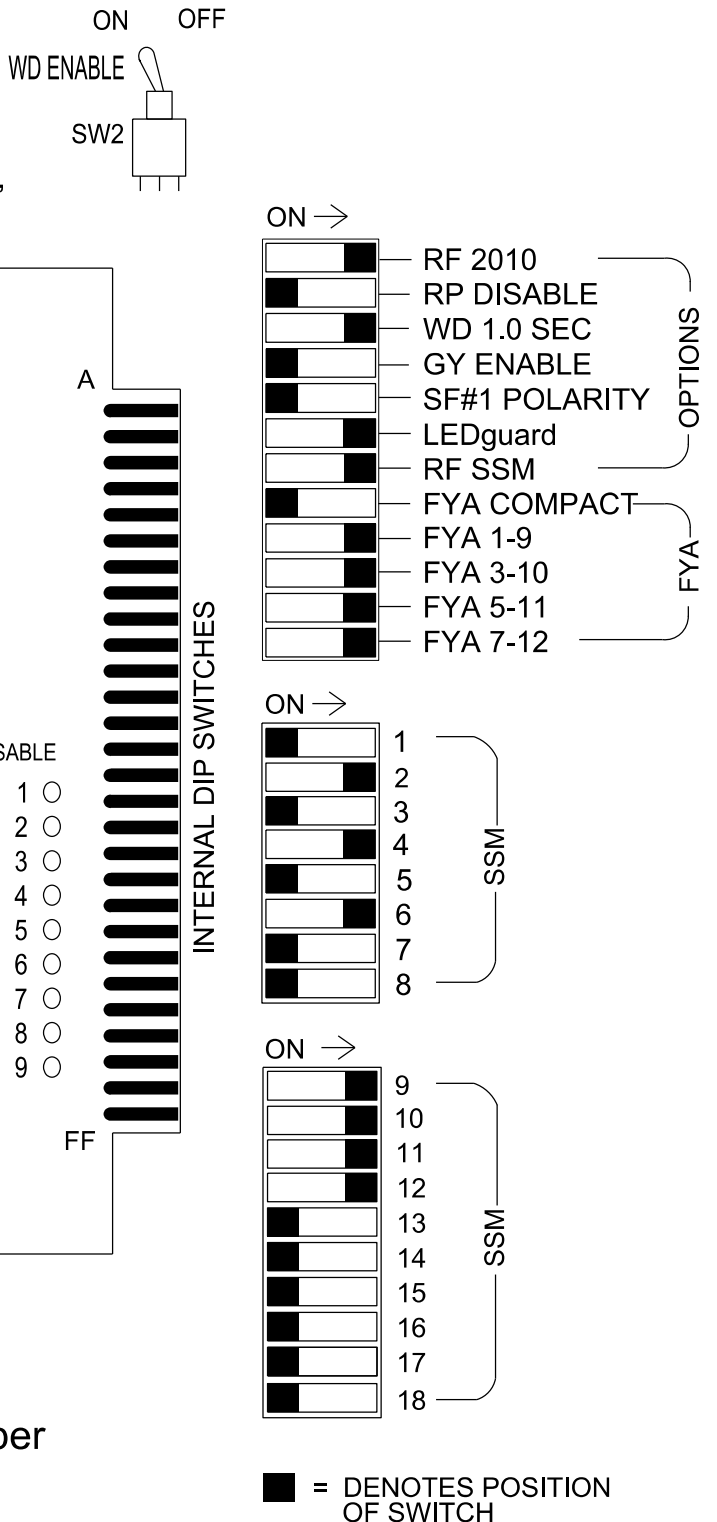 ON OFF
WD ENABLE
SW2
,
ON →
RF 2010
RP DISABLE
WD 1.0 SEC
GY ENABLE
SF#1 POLARITY
LEDguard
RF SSM
OPTIONS
FYA COMPACT
FYA 1-9
FYA 3-10
FYA 5-11
FYA 7-12
FYA
A
FF
INTERNAL DIP SWITCHES
SABLE
1
2
3
4
5
6
7
8
9
ON →
1
2
3
4
5
6
7
8
SSM
ON →
9
10
11
12
13
14
15
16
17
18
SSM
ber
= DENOTES POSITION
OF SWITCH